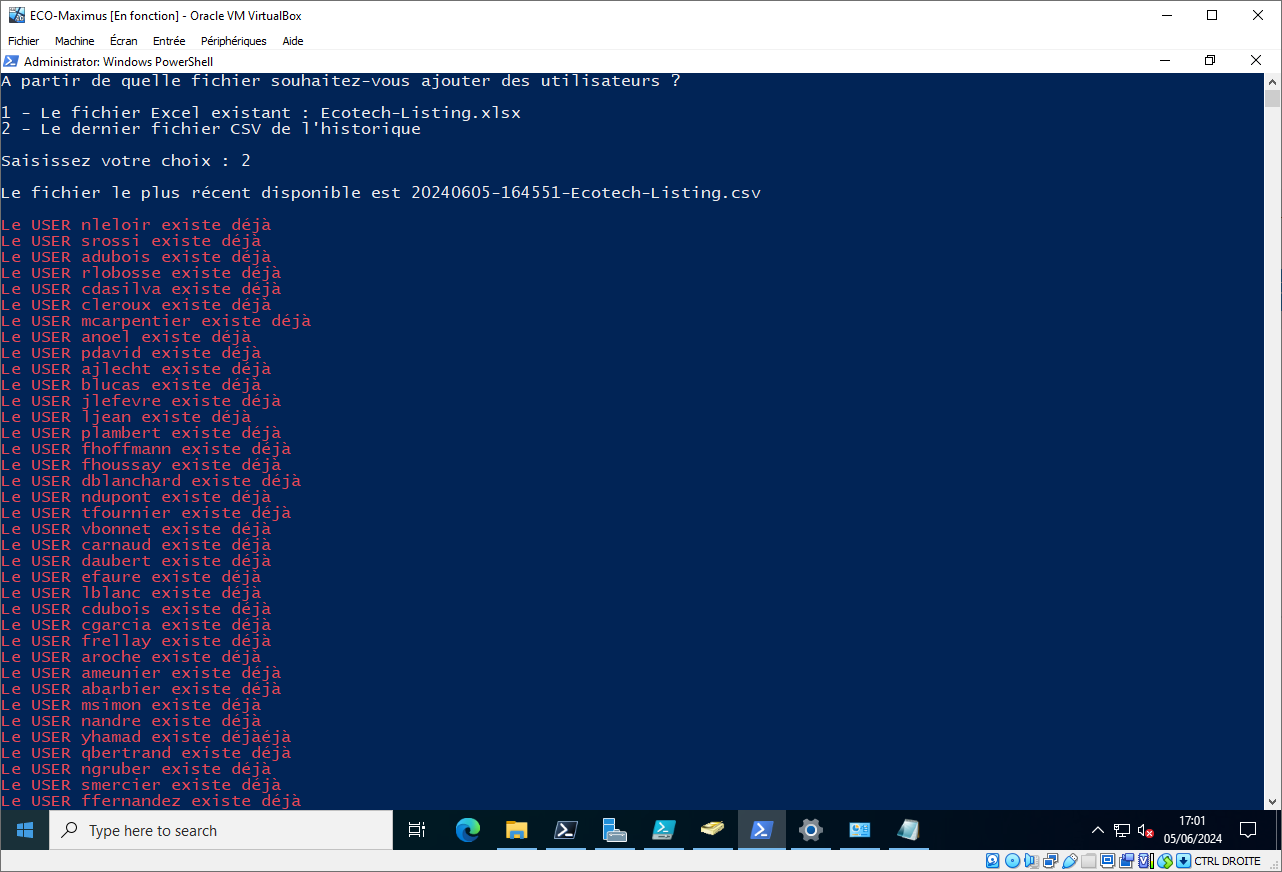 ECO-Maximus [En fonction] - Oracle VM VirtualBox
Fichier Machine Écran Entrée Périphériques Aide
Administrator: Windows PowerShell
A partir de quelle fichier souhaitez-vous ajouter des utilisateurs ?
1 - Le fichier Excel existant : Ecotech-Listing.xlsx
2 - Le dernier fichier CSV de l'historique
Saisissez votre choix : 2
Le fichier le plus récent disponible est 20240605-164551-Ecotech-Listing.csv
Le USER nleloir existe déjà
Le USER srossi existe déjà
Le USER adubois existe déjà
Le USER rlobosse existe déjà
Le USER cdasilva existe déjà
Le USER cleroux existe déjà
Le USER mcarpentier existe déjà
Le USER anoel existe déjà
Le USER pdavid existe déjà
Le USER ajlecht existe déjà
Le USER blucas existe déjà
Le USER jlefevre existe déjà
Le USER ljean existe déjà
Le USER plambert existe déjà
Le USER fhoffmann existe déjà
Le USER fhoussay existe déjà
Le USER dblanchard existe déjà
Le USER ndupont existe déjà
Le USER tfournier existe déjà
Le USER vbonnet existe déjà
Le USER carnaud existe déjà
Le USER daubert existe déjà
Le USER efaure existe déjà
Le USER lblanc existe déjà
Le USER cdubois existe déjà
Le USER cgarcia existe déjà
Le USER frellay existe déjà
Le USER aroche existe déjà
Le USER ameunier existe déjà
Le USER abarbier existe déjà
Le USER msimon existe déjà
Le USER nandre existe déjà
Le USER yhamad existe déjàéjà
Le USER qbertrand existe déjà
Le USER ngruber existe déjà
Le USER smercier existe déjà
Le USER ffernandez existe déjà
Type here to search
17:01
05/06/2024
CTRL DROITE